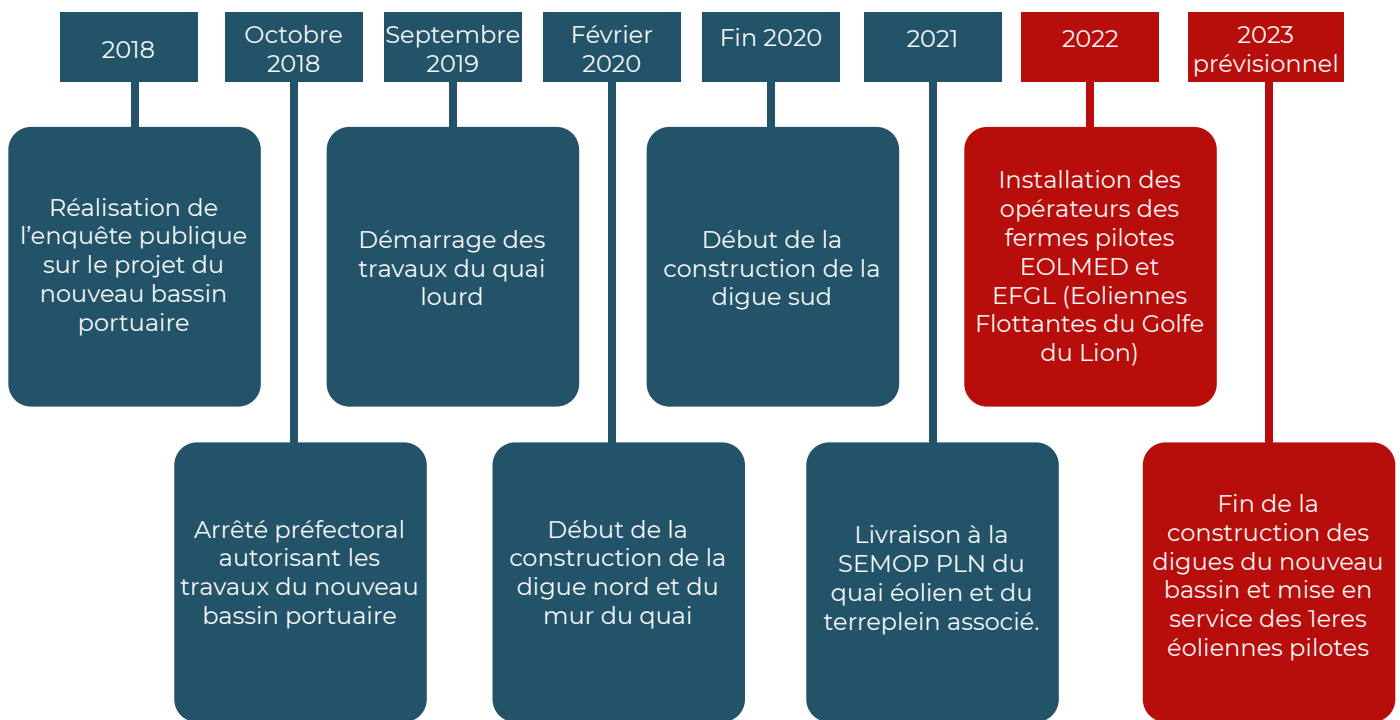 2018
Octobre
2018
Septembre
2019
Février
2020
Fin 2020
2021
2022
2023
prévisionnel
Réalisation de
l'enquête publique
sur le projet du
nouveau bassin
portuaire
Démarrage des
travaux du quai
lourd
Début de la
construction de la
digue sud
Installation des
opérateurs des
fermes pilotes
EOLMED et
EFGL (Eoliennes
Flottantes du Golfe
du Lion)
Arrêté préfectoral
autorisant les
travaux du nouveau
bassin portuaire
Début de la
construction de la
digue nord et du
mur du quai
Livraison à la
SEMOP PLN du
quai éolien et du
terreplein associé.
Fin de la
construction des
digues du nouveau
bassin et mise en
service des 1eres
éoliennes pilotes